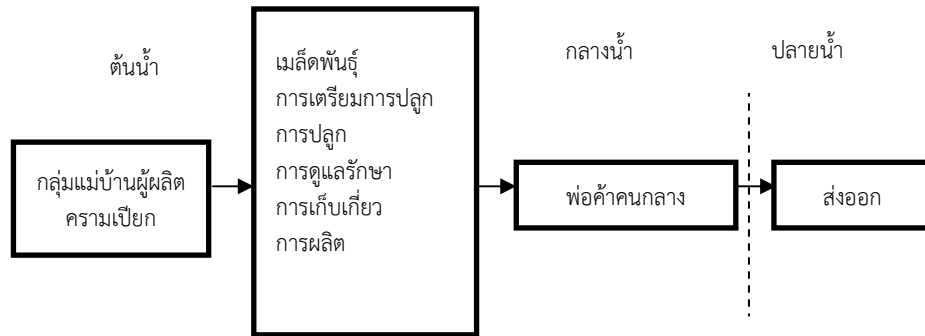 ต้นน้ำ
กลุ่มแม่บ้านผู้ผลิต
ครามเปียก
เมล็ดพันธุ์
การเตรียมการปลูก
การปลูก
การดูแลรักษา
การเก็บเกี่ยว
การผลิต
กลางน้ำ
พ่อค้าคนกลาง
ปลายน้ำ
ส่งออก